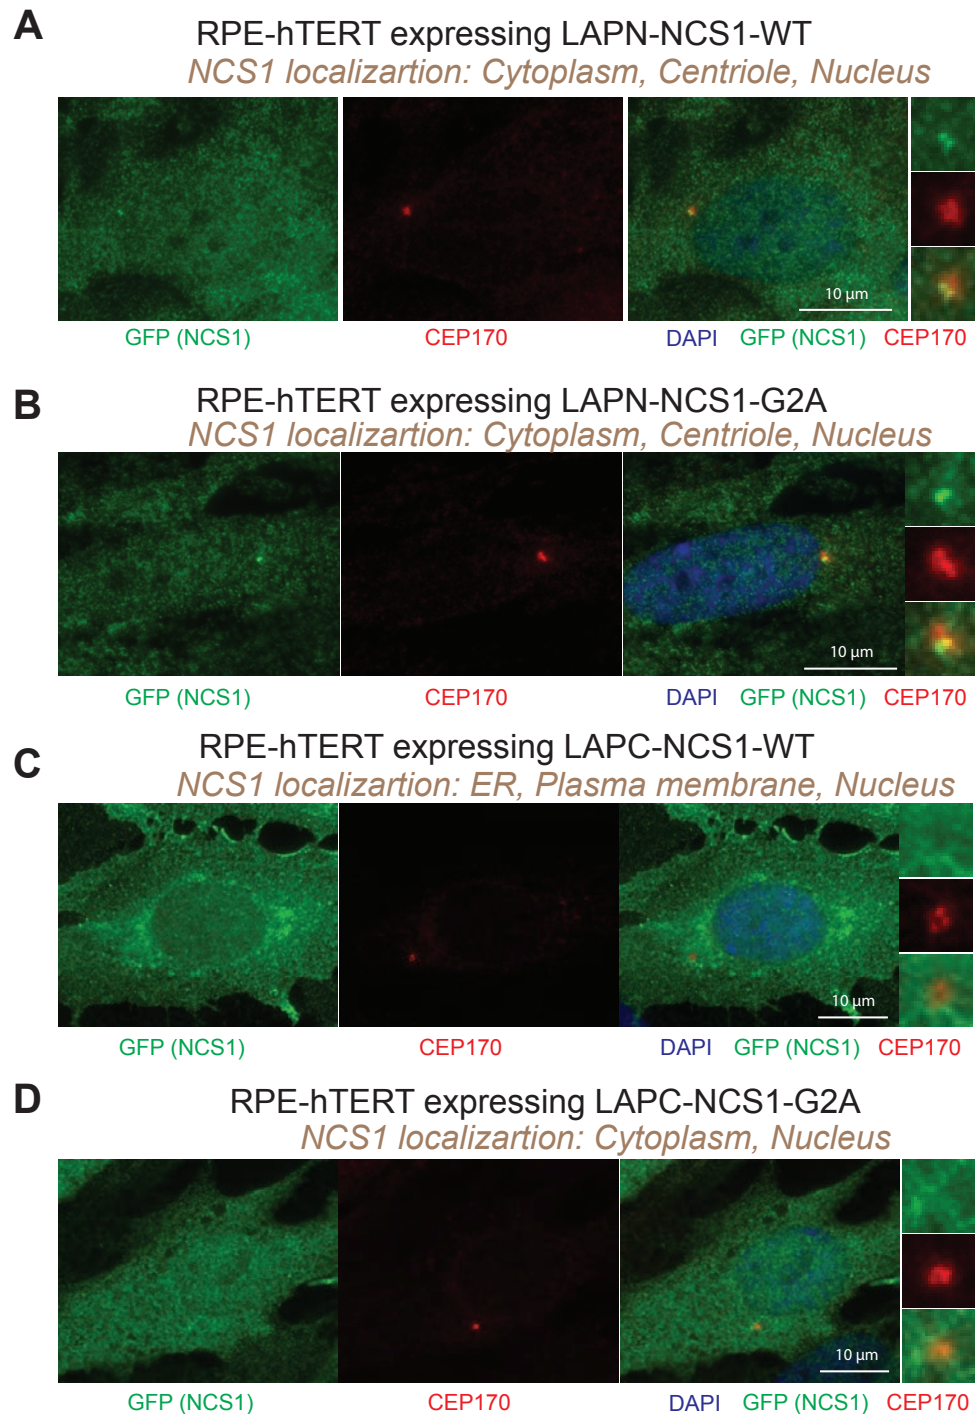 A
RPE-hTERT expressing LAPN-NCS1-WT
NCS1 localizartion: Cytoplasm, Centriole, Nucleus
10 µm
GFP (NCS1) CEP170 DAPI GFP (NCS1) CEP170
B
RPE-hTERT expressing LAPN-NCS1-G2A
NCS1 localizartion: Cytoplasm, Centriole, Nucleus
10 µm
GFP (NCS1) CEP170 DAPI GFP (NCS1) CEP170
C
RPE-hTERT expressing LAPC-NCS1-WT
NCS1 localizartion: ER, Plasma membrane, Nucleus
10 µm
GFP (NCS1) CEP170 DAPI GFP (NCS1) CEP170
D
RPE-hTERT expressing LAPC-NCS1-G2A
NCS1 localizartion: Cytoplasm, Nucleus
10 µm
GFP (NCS1) CEP170 DAPI GFP (NCS1) CEP170